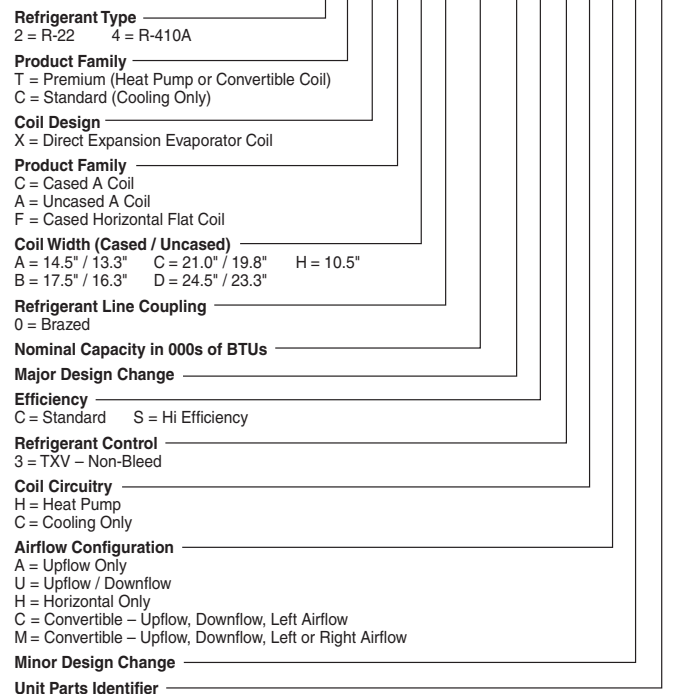 Refrigerant Type
2 = R-22 4 = R-410A
Product Family
T = Premium (Heat Pump or Convertible Coil)
C = Standard (Cooling Only)
Coil Design
X = Direct Expansion Evaporator Coil
Product Family
C = Cased A Coil
A = Uncased A Coil
F = Cased Horizontal Flat Coil
Coil Width (Cased / Uncased)
A = 14.5" / 13.3" C = 21.0" / 19.8" H = 10.5"
B = 17.5" / 16.3" D = 24.5" / 23.3"
Refrigerant Line Coupling
0 = Brazed
Nominal Capacity in 000s of BTUs
Major Design Change
Efficiency
C = Standard S = Hi Efficiency
Refrigerant Control
3 = TXV – Non-Bleed
Coil Circuitry
H = Heat Pump
C = Cooling Only
Airflow Configuration
A = Upflow Only
U = Upflow / Downflow
H = Horizontal Only
C = Convertible – Upflow, Downflow, Left Airflow
M = Convertible – Upflow, Downflow, Left or Right Airflow
Minor Design Change
Unit Parts Identifier